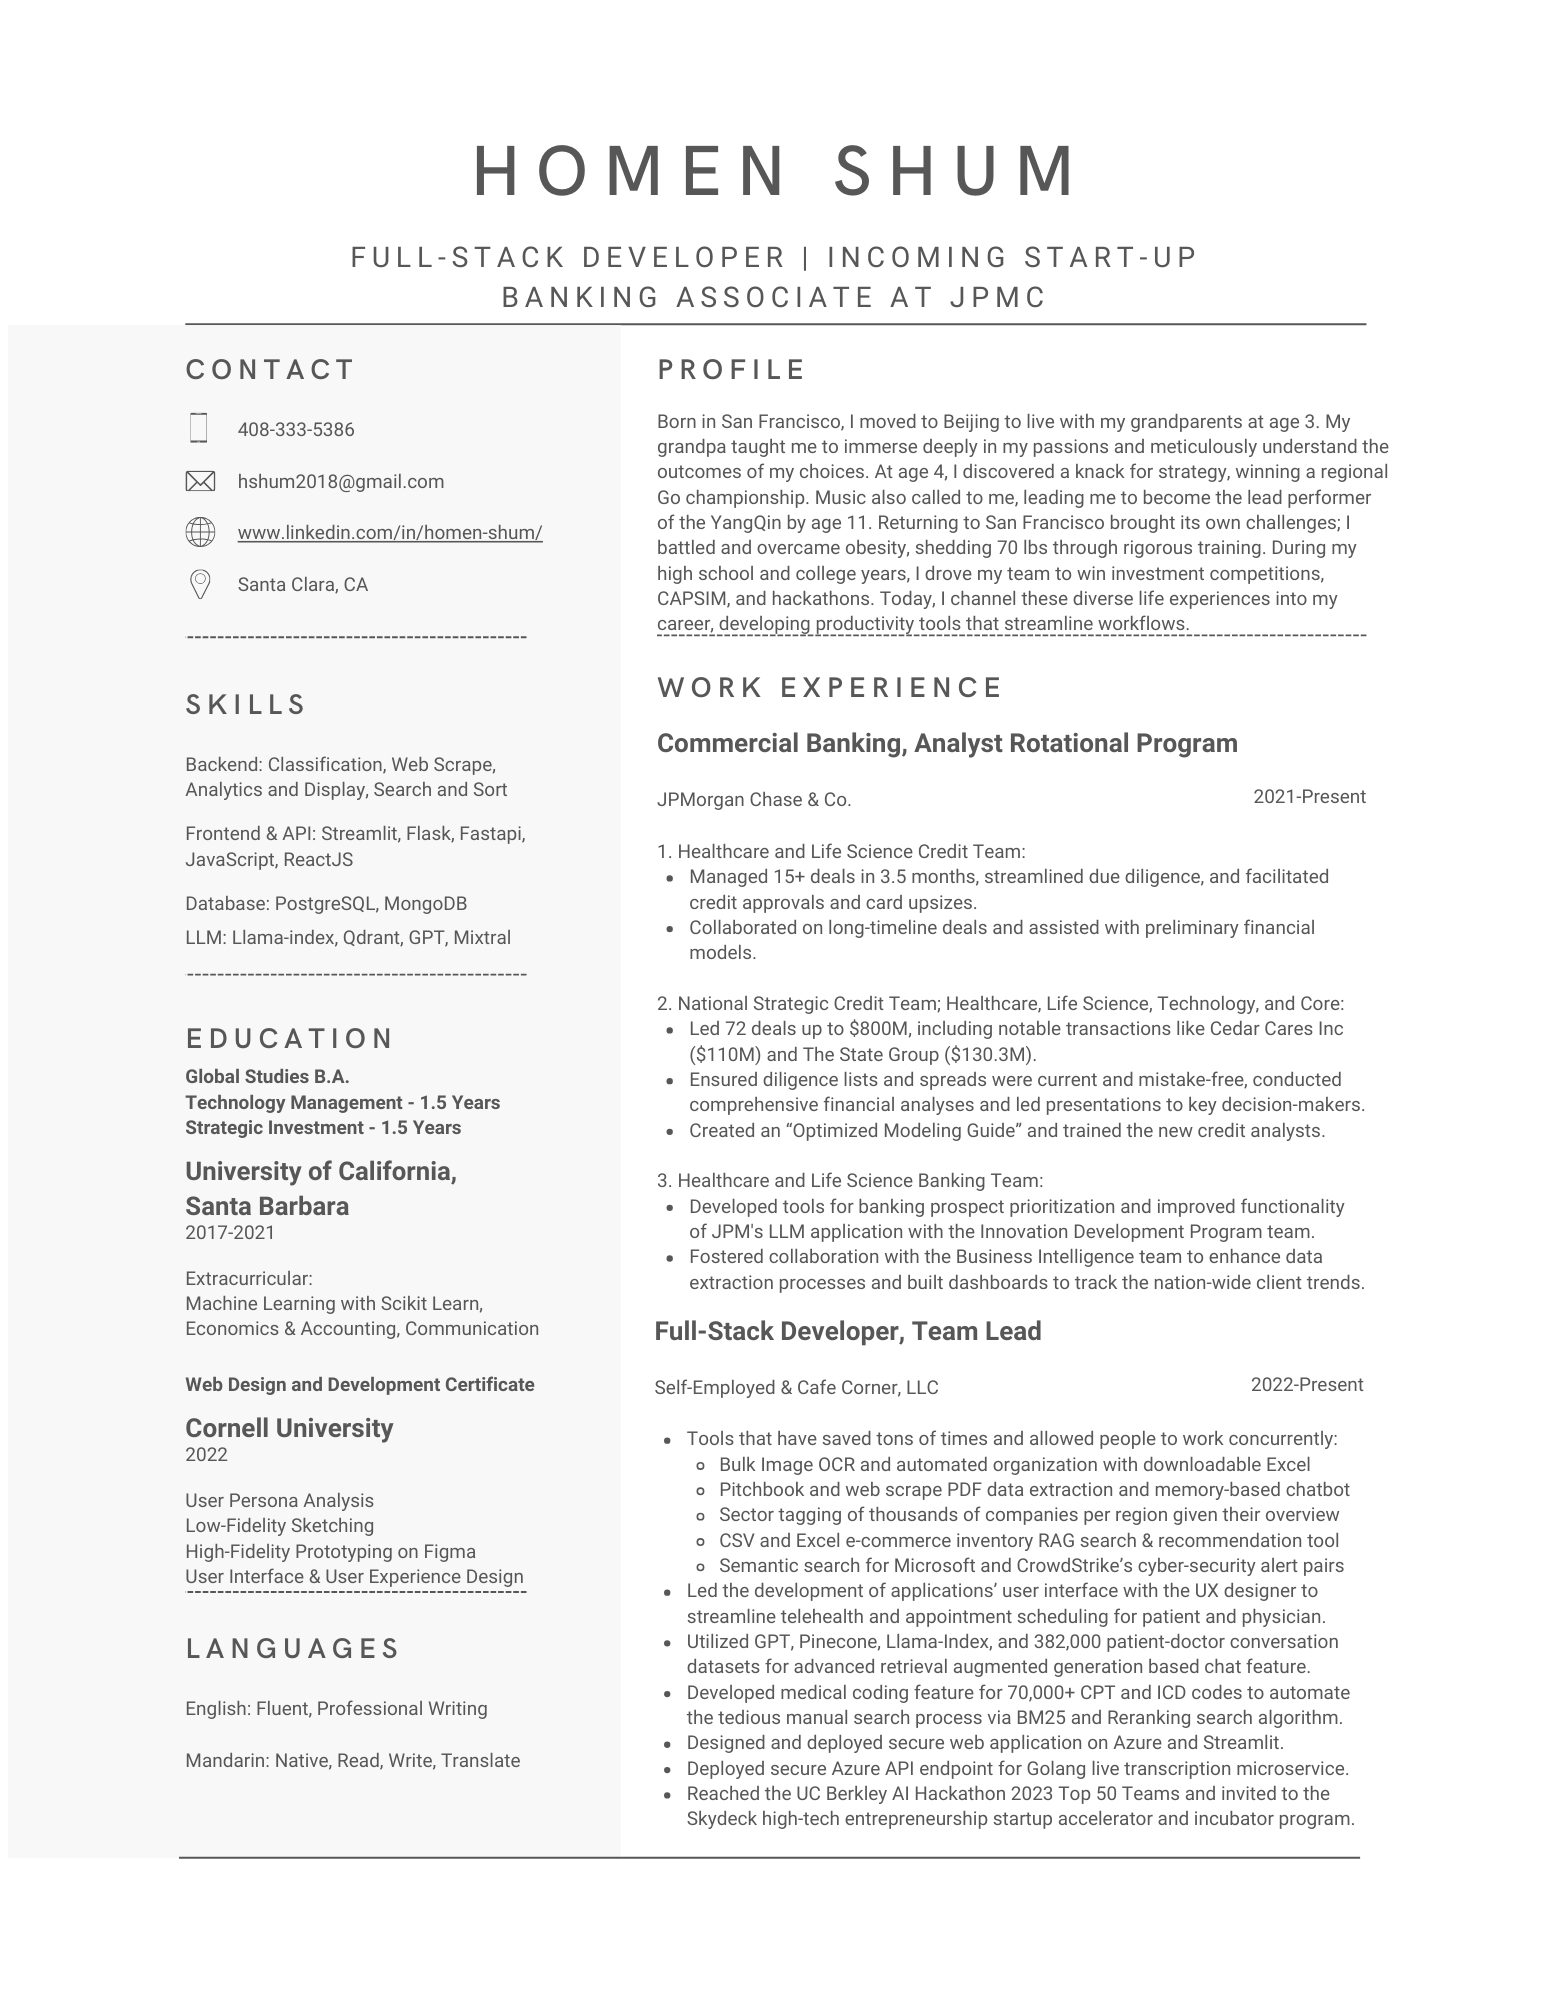 HOMEN SHUM
FULL-STACK DEVELOPER | INCOMING START-UP
BANKING ASSOCIATE AT JPMC
CONTACT
408-333-5386
hshum2018@gmail.com
www.linkedin.com/in/homen-shum/
Santa Clara, CA
SKILLS
Backend: Classification, Web Scrape,
Analytics and Display, Search and Sort
Frontend & API: Streamlit, Flask, Fastapi,
JavaScript, ReactJS
Database: PostgreSQL, MongoDB
LLM: Llama-index, Qdrant, GPT, Mixtral
EDUCATION
Global Studies B.A.
Technology Management - 1.5 Years
Strategic Investment - 1.5 Years
University of California,
Santa Barbara
2017-2021
Extracurricular:
Machine Learning with Scikit Learn,
Economics & Accounting, Communication
Web Design and Development Certificate
Cornell University
2022
User Persona Analysis
Low-Fidelity Sketching
High-Fidelity Prototyping on Figma
User Interface & User Experience Design
LANGUAGES
English: Fluent, Professional Writing
Mandarin: Native, Read, Write, Translate
PROFILE
Born in San Francisco, I moved to Beijing to live with my grandparents at age 3. My
grandpa taught me to immerse deeply in my passions and meticulously understand the
outcomes of my choices. At age 4, I discovered a knack for strategy, winning a regional
Go championship. Music also called to me, leading me to become the lead performer
of the YangQin by age 11. Returning to San Francisco brought its own challenges; I
battled and overcame obesity, shedding 70 lbs through rigorous training. During my
high school and college years, I drove my team to win investment competitions,
CAPSIM, and hackathons. Today, I channel these diverse life experiences into my
career, developing productivity tools that streamline workflows.
WORK EXPERIENCE
Commercial Banking, Analyst Rotational Program
JPMorgan Chase & Co. 2021-Present
1. Healthcare and Life Science Credit Team:
• Managed 15+ deals in 3.5 months, streamlined due diligence, and facilitated
credit approvals and card upsizes.
• Collaborated on long-timeline deals and assisted with preliminary financial
models.
2. National Strategic Credit Team; Healthcare, Life Science, Technology, and Core:
• Led 72 deals up to $800M, including notable transactions like Cedar Cares Inc
($110M) and The State Group ($130.3M).
• Ensured diligence lists and spreads were current and mistake-free, conducted
comprehensive financial analyses and led presentations to key decision-makers.
• Created an “Optimized Modeling Guide” and trained the new credit analysts.
3. Healthcare and Life Science Banking Team:
• Developed tools for banking prospect prioritization and improved functionality
of JPM's LLM application with the Innovation Development Program team.
• Fostered collaboration with the Business Intelligence team to enhance data
extraction processes and built dashboards to track the nation-wide client trends.
Full-Stack Developer, Team Lead
Self-Employed & Cafe Corner, LLC 2022-Present
• Tools that have saved tons of times and allowed people to work concurrently:
◦ Bulk Image OCR and automated organization with downloadable Excel
◦ Pitchbook and web scrape PDF data extraction and memory-based chatbot
◦ Sector tagging of thousands of companies per region given their overview
◦ CSV and Excel e-commerce inventory RAG search & recommendation tool
◦ Semantic search for Microsoft and CrowdStrike’s cyber-security alert pairs
• Led the development of applications’ user interface with the UX designer to
streamline telehealth and appointment scheduling for patient and physician.
• Utilized GPT, Pinecone, Llama-Index, and 382,000 patient-doctor conversation
datasets for advanced retrieval augmented generation based chat feature.
• Developed medical coding feature for 70,000+ CPT and ICD codes to automate
the tedious manual search process via BM25 and Reranking search algorithm.
• Designed and deployed secure web application on Azure and Streamlit.
• Deployed secure Azure API endpoint for Golang live transcription microservice.
• Reached the UC Berkley AI Hackathon 2023 Top 50 Teams and invited to the
Skydeck high-tech entrepreneurship startup accelerator and incubator program.